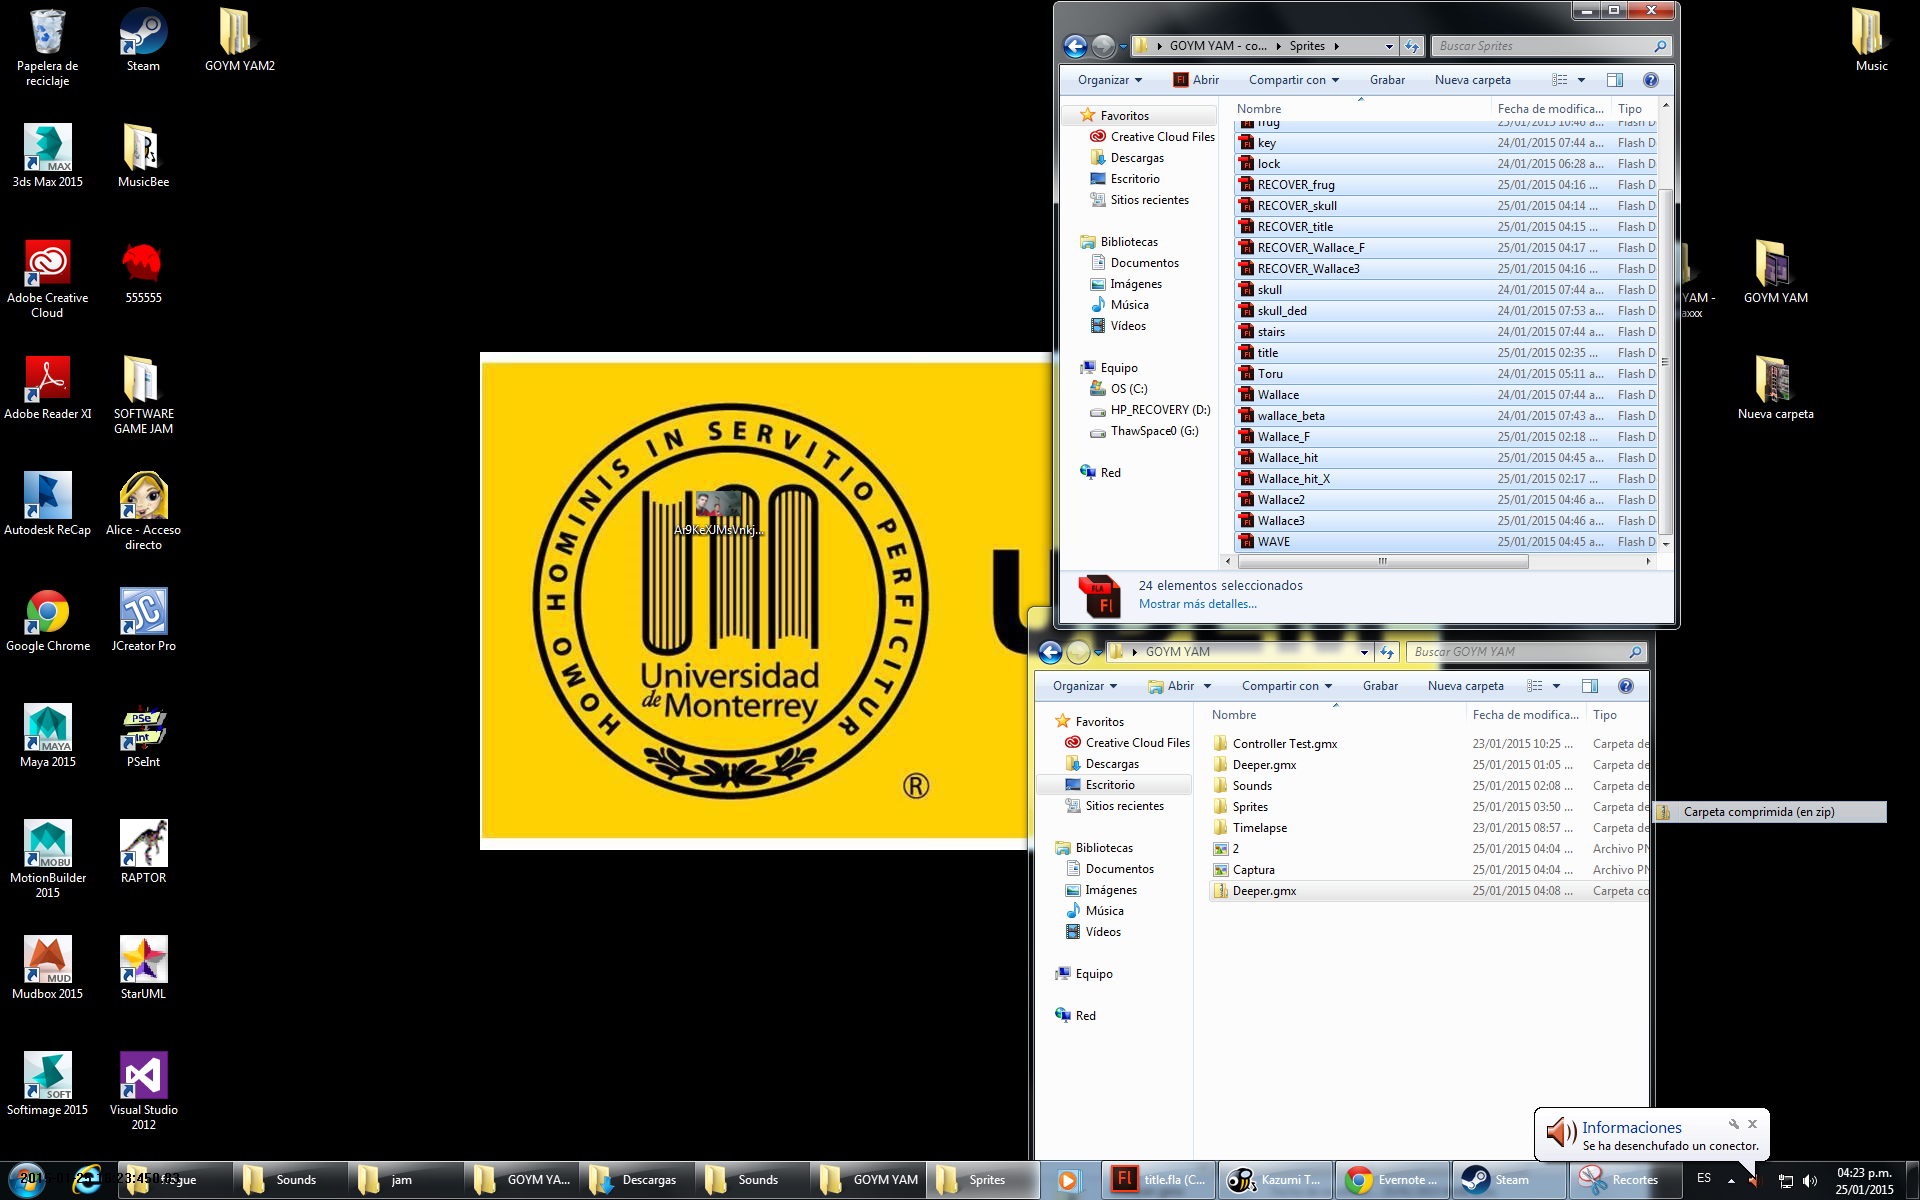 Papelera de
reciclaje
Steam
GOYM YAM2
3ds Max 2015
MusicBee
Adobe Creative
Cloud
555555
Adobe Reader XI
SOFTWARE
GAME JAM
Autodesk ReCap
Alice - Acceso
directo
Google Chrome
JCreator Pro
Maya 2015
PSeInt
MotionBuilder
2015
RAPTOR
Mudbox 2015
StarUML
Softimage 2015
Visual Studio
2012
HOMO HOMINIS IN SERVITIO PERFICITUR
Universidad
de Monterrey
®
Music
GOYM YAM
Nueva carpeta
GOYM YAM - co... Sprites
Buscar Sprites
Organizar Abrir Compartir con Grabar Nueva carpeta
Favoritos
Creative Cloud Files
Descargas
Escritorio
Sitios recientes
Bibliotecas
Documentos
Imágenes
Música
Vídeos
Equipo
OS (C:)
HP_RECOVERY (D:)
ThawSpace0 (G:)
Red
Nombre Fecha de modifica... Tipo
frug 25/01/2015 10:46 a... Flash D
key 24/01/2015 07:44 a... Flash D
lock 24/01/2015 06:28 a... Flash D
RECOVER_frug 25/01/2015 04:16 ... Flash D
RECOVER_skull 25/01/2015 04:14 ... Flash D
RECOVER_title 25/01/2015 04:15 ... Flash D
RECOVER_Wallace_F 25/01/2015 04:17 ... Flash D
RECOVER_Wallace3 25/01/2015 04:16 ... Flash D
skull 24/01/2015 07:44 a... Flash D
skull_ded 24/01/2015 07:53 a... Flash D
stairs 24/01/2015 07:44 a... Flash D
title 25/01/2015 02:35 ... Flash D
Toru 24/01/2015 05:11 a... Flash D
Wallace 24/01/2015 07:44 a... Flash D
wallace_beta 24/01/2015 07:43 a... Flash D
Wallace_F 25/01/2015 02:18 ... Flash D
Wallace_hit 25/01/2015 04:45 a... Flash D
Wallace_hit_X 25/01/2015 02:17 ... Flash D
Wallace2 25/01/2015 04:46 a... Flash D
Wallace3 25/01/2015 04:46 a... Flash D
WAVE 25/01/2015 04:45 a... Flash D
24 elementos seleccionados
Mostrar más detalles...
GOYM YAM
Buscar GOYM YAM
Organizar Abrir Compartir con Grabar Nueva carpeta
Favoritos
Creative Cloud Files
Descargas
Escritorio
Sitios recientes
Bibliotecas
Documentos
Imágenes
Música
Vídeos
Equipo
Red
Nombre Fecha de modifica... Tipo
Controller Test.gmx 23/01/2015 10:25 ... Carpeta de
Deeper.gmx 25/01/2015 01:05 ... Carpeta de
Sounds 25/01/2015 02:08 ... Carpeta de
Sprites 25/01/2015 03:50 ... Carpeta de
Timelapse 23/01/2015 08:57 ... Carpeta de
2 25/01/2015 04:04 ... Archivo PN
Captura 25/01/2015 04:04 ... Archivo PN
Deeper.gmx 25/01/2015 04:08 ... Carpeta co
Carpeta comprimida (en zip)
Informaciones
Se ha desenchufado un conector.
Sounds
jam
GOYM YA...
Descargas
Sounds
GOYM YAM
Sprites
title.fla (C...
Kazumi T...
Evernote ...
Steam
Recortes
ES
04:23 p.m.
25/01/2015